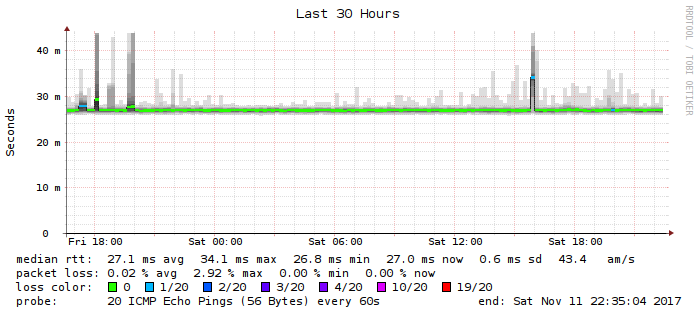 Last 30 Hours
RRDTOOL / TOBI OETIKER
Seconds
40 m
30 m
20 m
10 m
0
Fri 18:00 Sat 00:00 Sat 06:00 Sat 12:00 Sat 18:00
median rtt: 27.1 ms avg 34.1 ms max 26.8 ms min 27.0 ms now 0.6 ms sd 43.4 am/s
packet loss: 0.02 % avg 2.92 % max 0.00 % min 0.00 % now
loss color: 0 1/20 2/20 3/20 4/20 10/20 19/20
probe: 20 ICMP Echo Pings (56 Bytes) every 60s end: Sat Nov 11 22:35:04 2017